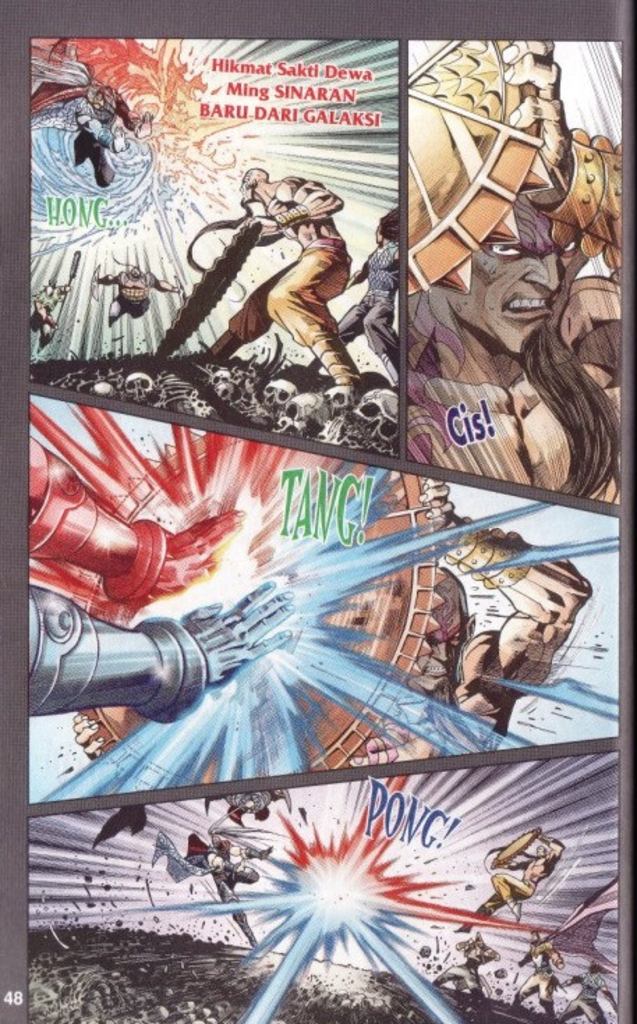 Hikmat Sakti Dewa
Ming SINARAN
BARU DARI GALAKSI
HONG...
Cis!
TANG!
PONG!
48